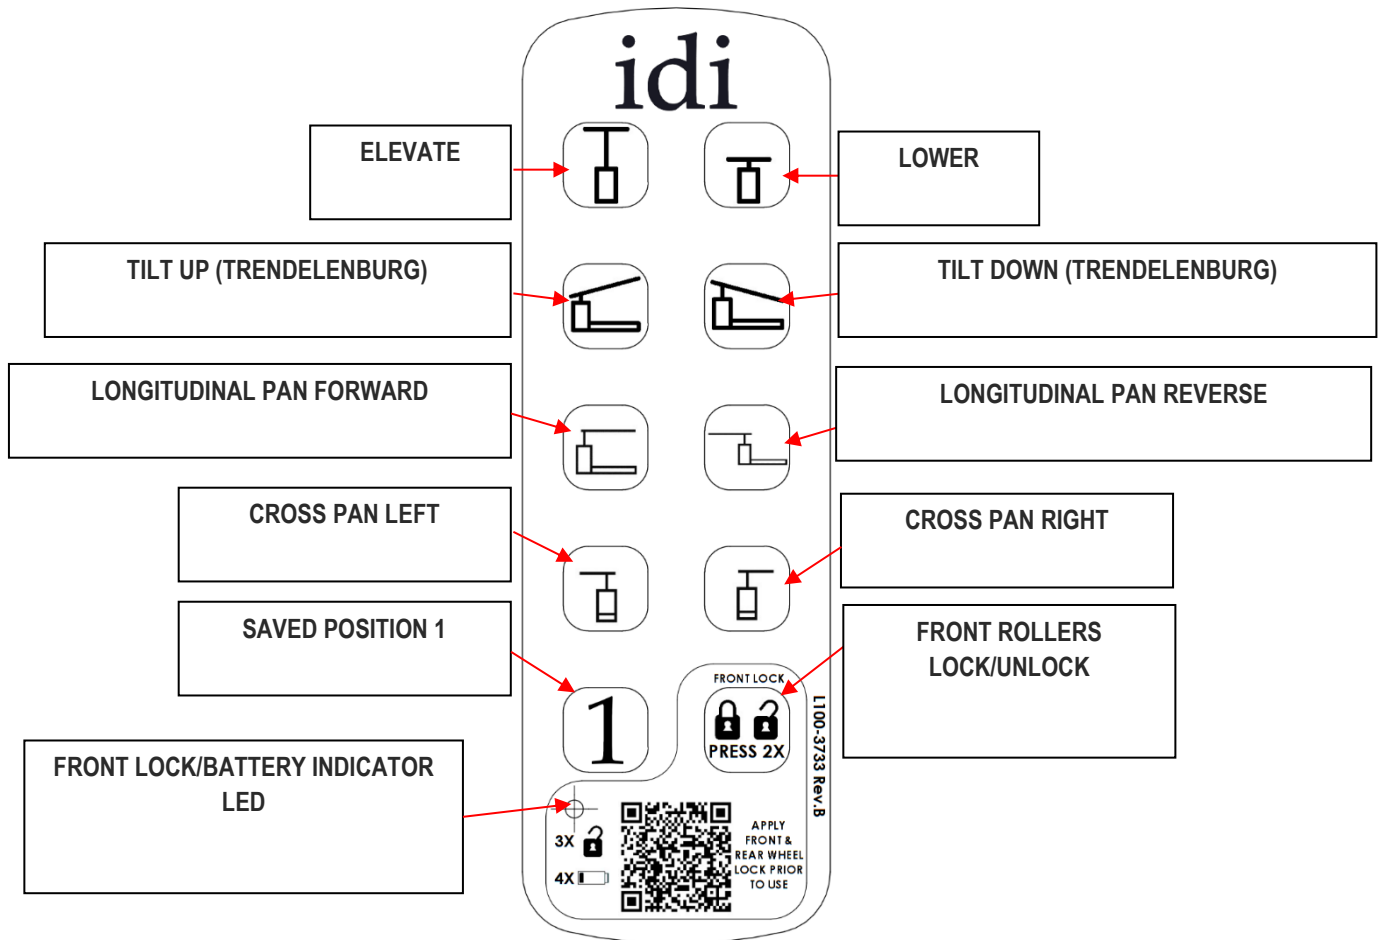 idi
ELEVATE
LOWER
TILT UP (TRENDELENBURG)
TILT DOWN (TRENDELENBURG)
LONGITUDINAL PAN FORWARD
LONGITUDINAL PAN REVERSE
CROSS PAN LEFT
CROSS PAN RIGHT
SAVED POSITION 1
FRONT ROLLERS
LOCK/UNLOCK
FRONT LOCK
1
PRESS 2X
L100-3733 Rev.B
FRONT LOCK/BATTERY INDICATOR
LED
3X
4X
APPLY
FRONT &
REAR WHEEL
LOCK PRIOR
TO USE